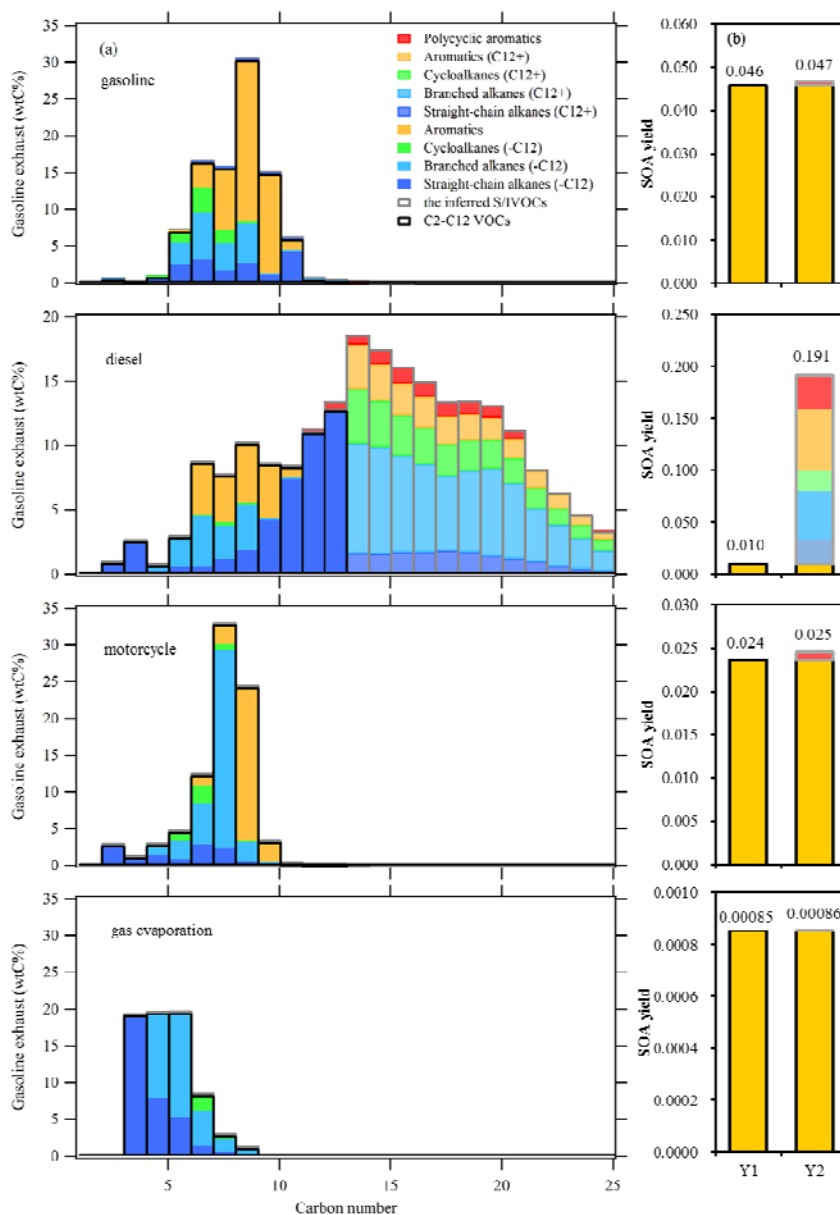 (a)
gasoline
Gasoline exhaust (wtC%)
35
30
25
20
15
10
5
0
Polycyclic aromatics
Aromatics (C12+)
Cycloalkanes (C12+)
Branched alkanes (C12+)
Straight-chain alkanes (C12+)
Aromatics
Cycloalkanes (-C12)
Branched alkanes (-C12)
Straight-chain alkanes (-C12)
the inferred S/IVOCs
C2-C12 VOCs
(b)
SOA yield
0.060
0.050
0.040
0.030
0.020
0.010
0.000
0.046
0.047
diesel
Gasoline exhaust (wtC%)
20
15
10
5
0
SOA yield
0.250
0.200
0.150
0.100
0.050
0.000
0.010
0.191
motorcycle
Gasoline exhaust (wtC%)
35
30
25
20
15
10
5
0
SOA yield
0.030
0.025
0.020
0.015
0.010
0.005
0.000
0.024
0.025
gas evaporation
Gasoline exhaust (wtC%)
35
30
25
20
15
10
5
0
5
10
15
20
25
Carbon number
SOA yield
0.0010
0.0008
0.0006
0.0004
0.0002
0.0000
0.00085
0.00086
Y1
Y2